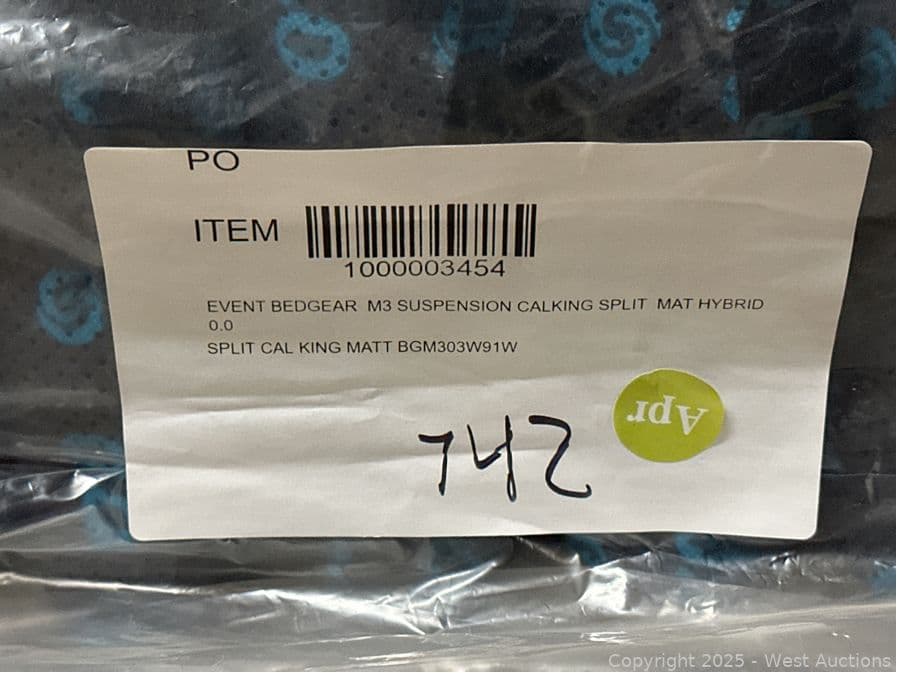 PO
ITEM
1000003454
EVENT BEDGEAR M3 SUSPENSION CALKING SPLIT MAT HYBRID
0.0
SPLIT CAL KING MATT BGM303W91W
Apr
742
Copyright 2025 - West Auctions